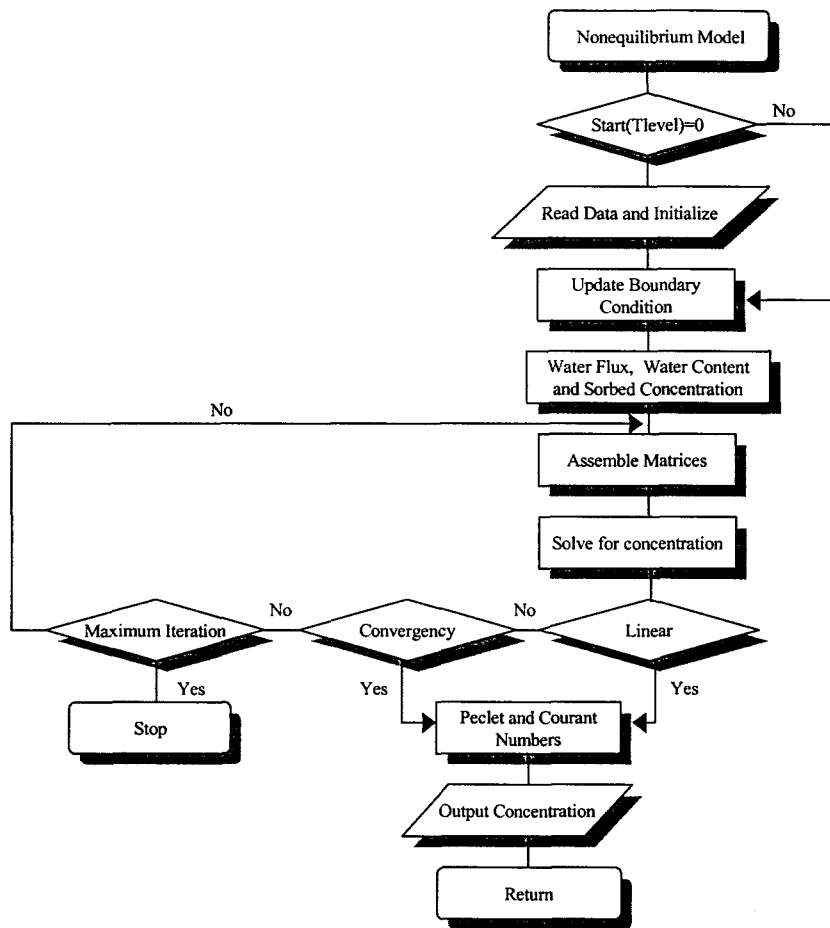 Nonequilibrium Model
Start(Tlevel)=0
No
Read Data and Initialize
Update Boundary
Condition
Water Flux, Water Content
and Sorbed Concentration
No
Assemble Matrices
Solve for concentration
Maximum Iteration
No
Convergency
No
Linear
Yes
Yes
Yes
Stop
Peclet and Courant
Numbers
Output Concentration
Return